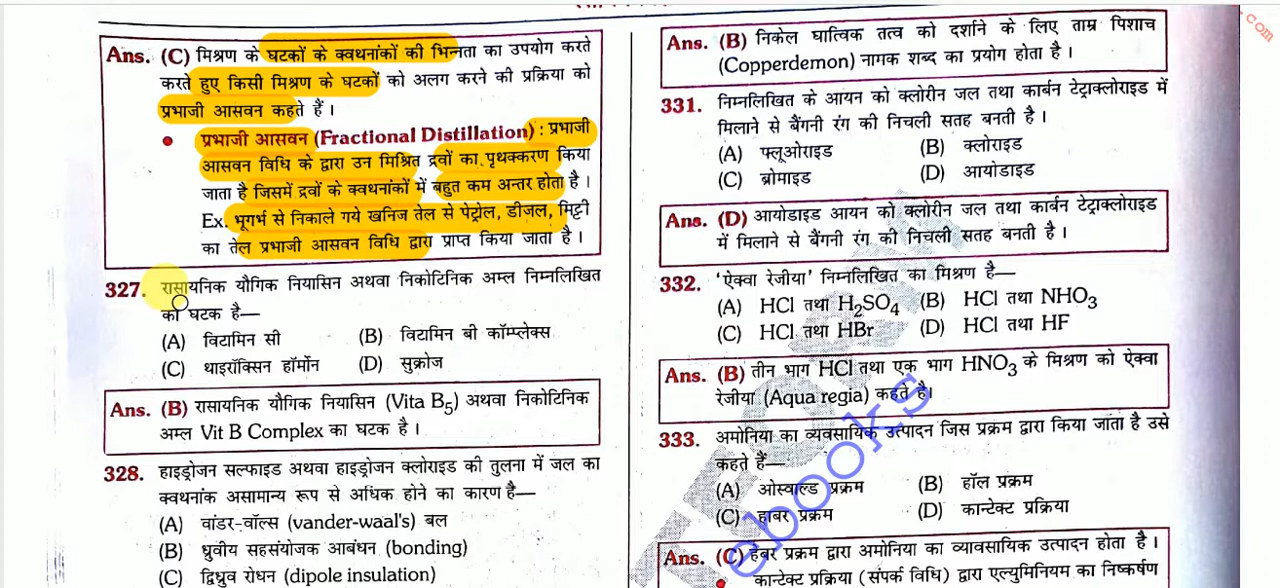 Ans. (C) मिश्रण के घटकों के क्वथनांकों की भिन्नता का उपयोग करते
करते हुए किसी मिश्रण के घटकों को अलग करने की प्रक्रिया को
प्रभाजी आसवन कहते हैं ।
● प्रभाजी आसवन (Fractional Distillation) : प्रभाजी
आसवन विधि के द्वारा उन मिश्रित द्रवों का पृथक्करण किया
जाता है जिसमें द्रवों के क्वथनांकों में बहुत कम अन्तर होता है ।
Ex. भूगर्भ से निकाले गये खनिज तेल से पेट्रोल, डीजल, मिट्टी
का तेल प्रभाजी आसवन विधि द्वारा प्राप्त किया जाता है ।
327. रासायनिक यौगिक नियासिन अथवा निकोटिनिक अम्ल निम्नलिखित
की घटक है—
(A) विटामिन सी (B) विटामिन बी कॉम्प्लेक्स
(C) थाइरॉक्सिन हॉर्मोन (D) सुक्रोज
Ans. (B) रासायनिक यौगिक नियासिन (Vita B5) अथवा निकोटिनिक
अम्ल Vit B Complex का घटक है ।
328. हाइड्रोजन सल्फाइड अथवा हाइड्रोजन क्लोराइड की तुलना में जल का
क्वथनांक असामान्य रूप से अधिक होने का कारण है—
(A) वांडर-वॉल्स (vander-waal's) बल
(B) ध्रुवीय सहसंयोजक आबंधन (bonding)
(C) द्विध्रुव रोधन (dipole insulation)
Ans. (B) निकेल घात्विक तत्व को दर्शाने के लिए ताम्र पिशाच
(Copperdemon) नामक शब्द का प्रयोग होता है ।
331. निम्नलिखित के आयन को क्लोरीन जल तथा कार्बन टेट्राक्लोराइड में
मिलाने से बैंगनी रंग की निचली सतह बनती है ।
(A) फ्लूओराइड (B) क्लोराइड
(C) ब्रोमाइड (D) आयोडाइड
Ans. (D) आयोडाइड आयन को क्लोरीन जल तथा कार्बन टेट्राक्लोराइड
में मिलाने से बैंगनी रंग की निचली सतह बनती है ।
332. 'ऐक्वा रेजीया' निम्नलिखित का मिश्रण है—
(A) HCl तथा H2SO4 (B) HCl तथा NHO3
(C) HCl तथा HBr (D) HCl तथा HF
Ans. (B) तीन भाग HCl तथा एक भाग HNO3 के मिश्रण को ऐक्वा
रेजीया (Aqua regia) कहते है।
333. अमोनिया का व्यवसायिक उत्पादन जिस प्रक्रम द्वारा किया जाता है उसे
कहते हैं—
(A) ओस्वाल्ड प्रक्रम (B) हॉल प्रक्रम
(C) हाबर प्रक्रम (D) कान्टेक्ट प्रक्रिया
Ans. (C) हेबर प्रक्रम द्वारा अमोनिया का व्यावसायिक उत्पादन होता है ।
● कान्टेक्ट प्रक्रिया (संपर्क विधि) द्वारा एल्युमिनियम का निष्कर्षण
ebooks
.com